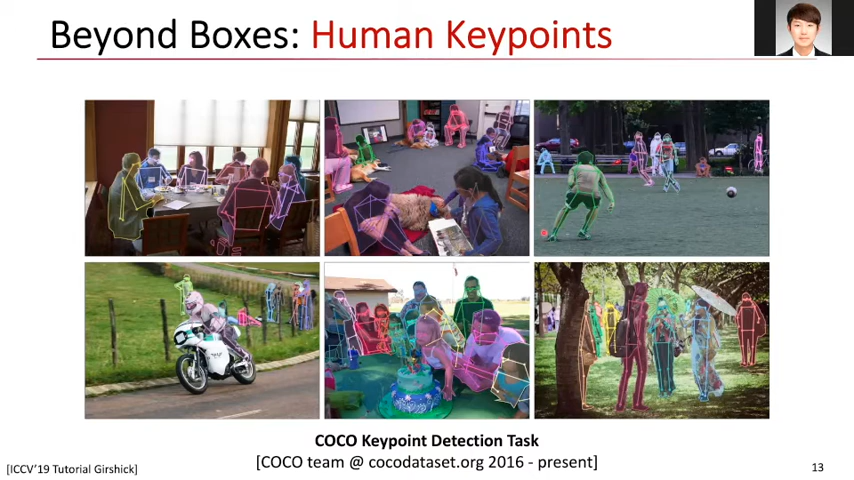 Beyond Boxes: Human Keypoints
COCO Keypoint Detection Task
[COCO team @ cocodataset.org 2016 - present]
[ICCV'19 Tutorial Girshick]
13